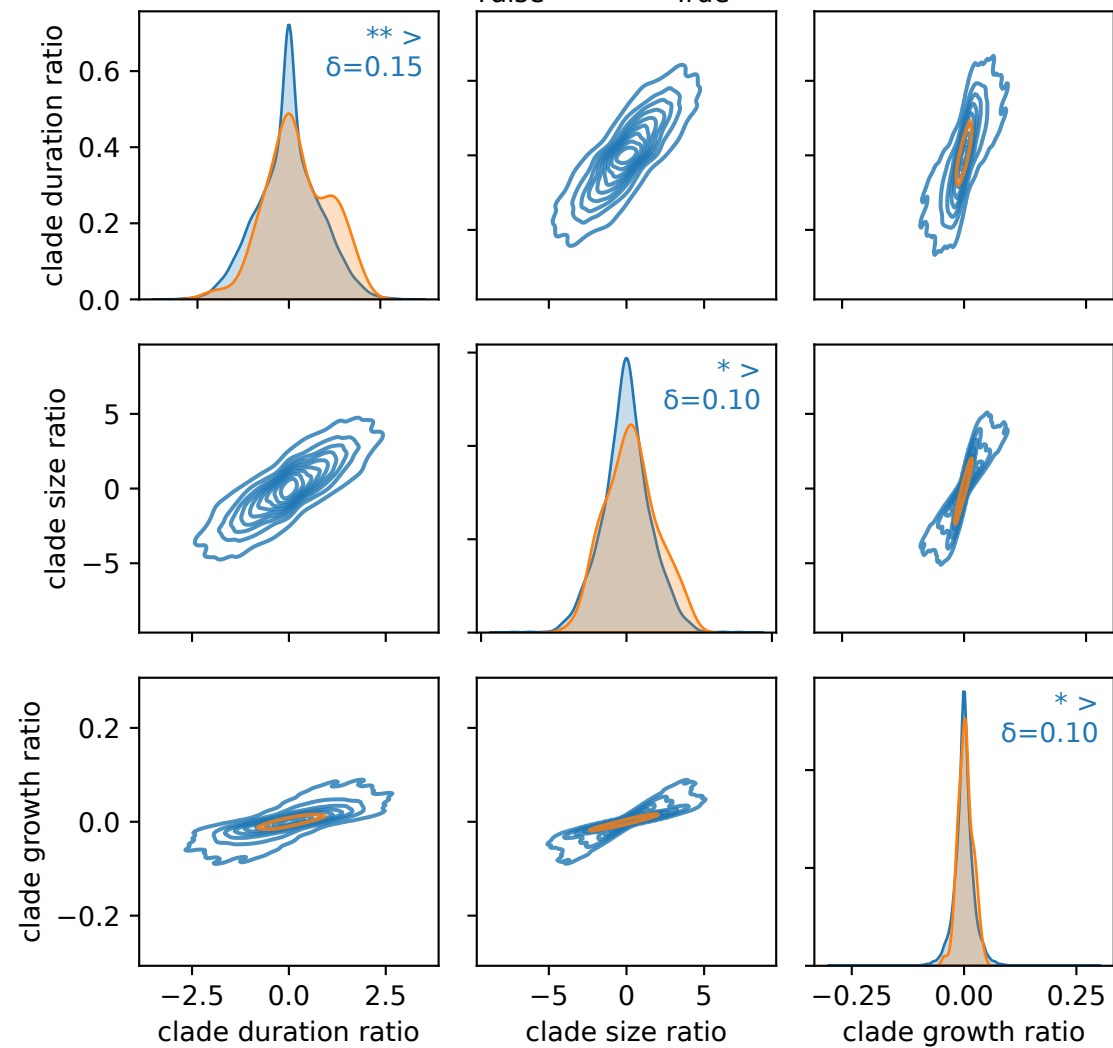 clade duration ratio
0.6
0.4
0.2
0.0
** >
δ=0.15
clade size ratio
5
0
−5
* >
δ=0.10
clade growth ratio
0.2
0.0
−0.2
* >
δ=0.10
−2.5 0.0 2.5
−5 0 5
−0.25 0.00 0.25
clade duration ratio
clade size ratio
clade growth ratio